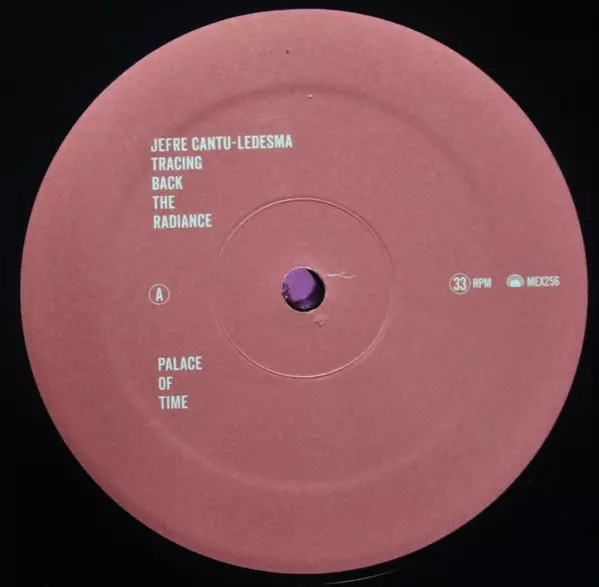 JEFRE CANTU-LEDESMA
TRACING
BACK
THE
RADIANCE
A
33 RPM MEX256
PALACE
OF
TIME